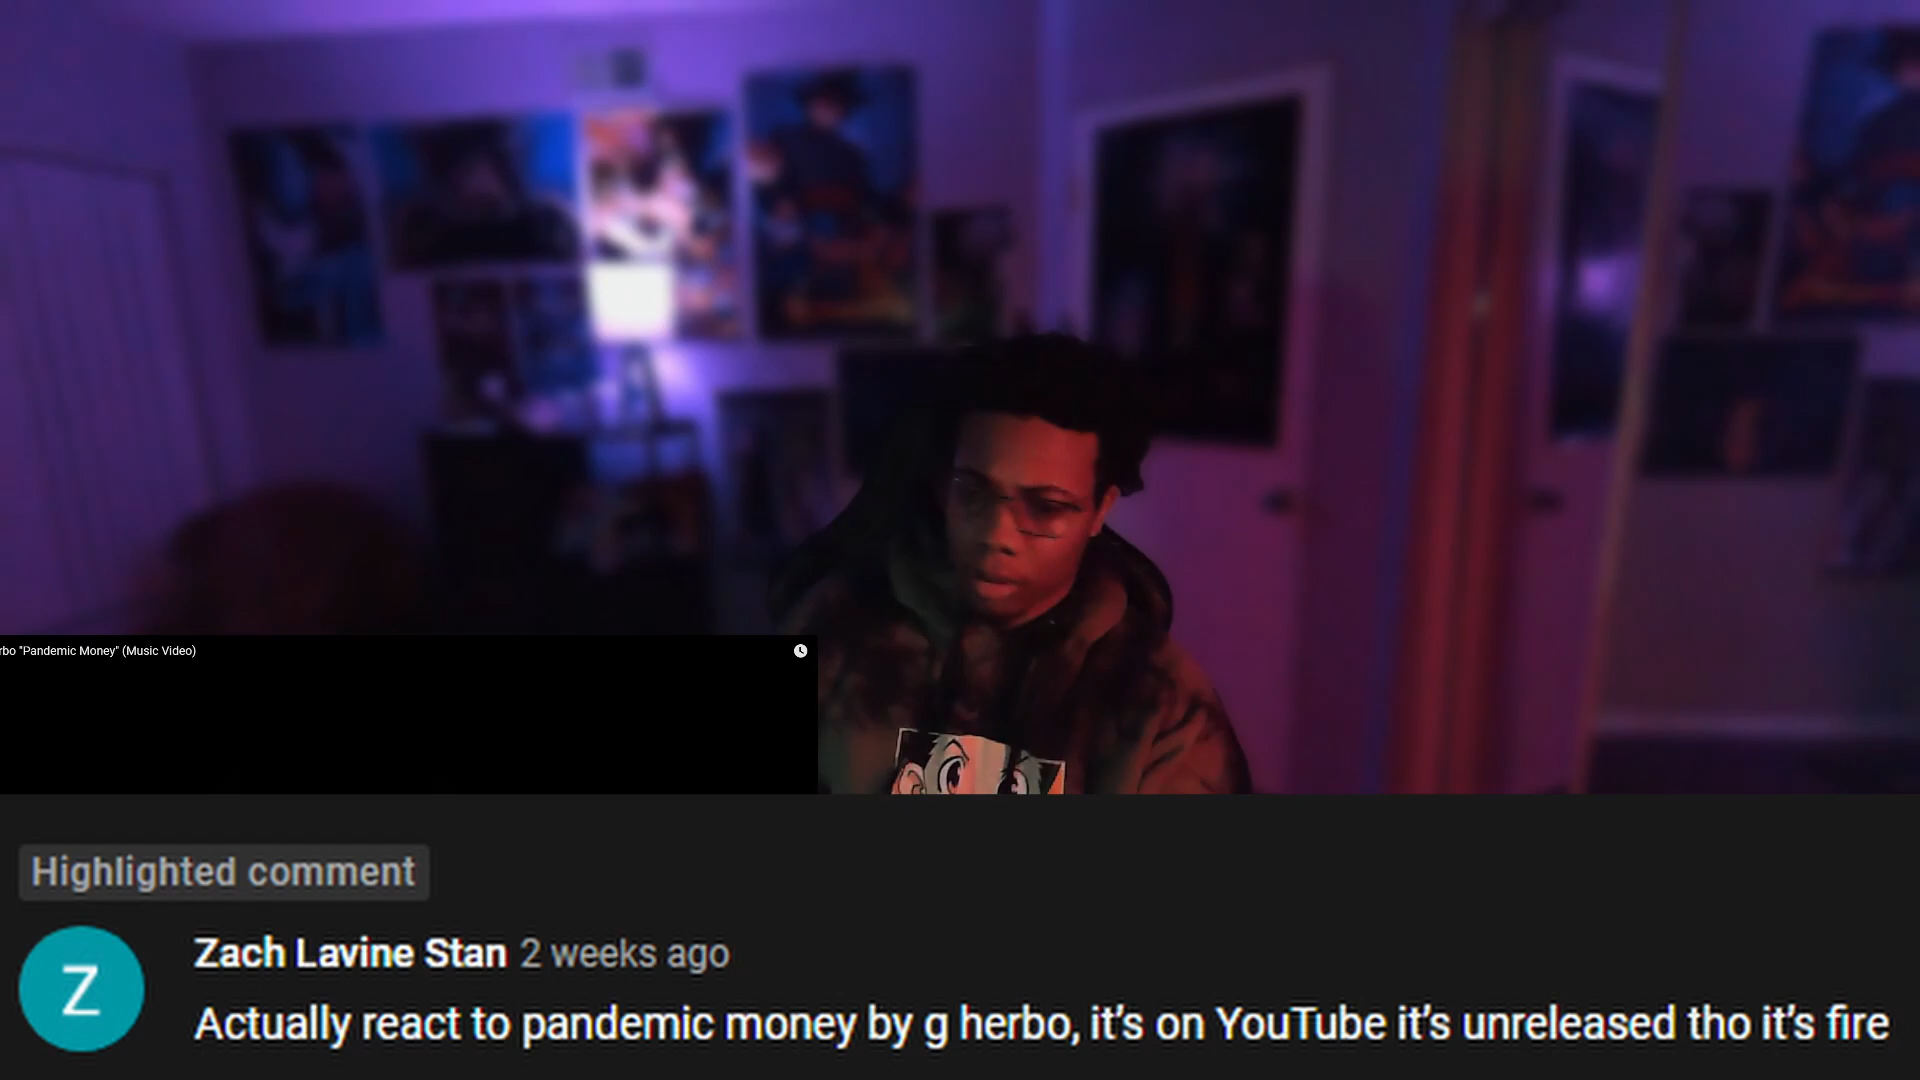 rbo "Pandemic Money" (Music Video)
Highlighted comment
Z
Zach Lavine Stan 2 weeks ago
Actually react to pandemic money by g herbo, it's on YouTube it's unreleased tho it's fire